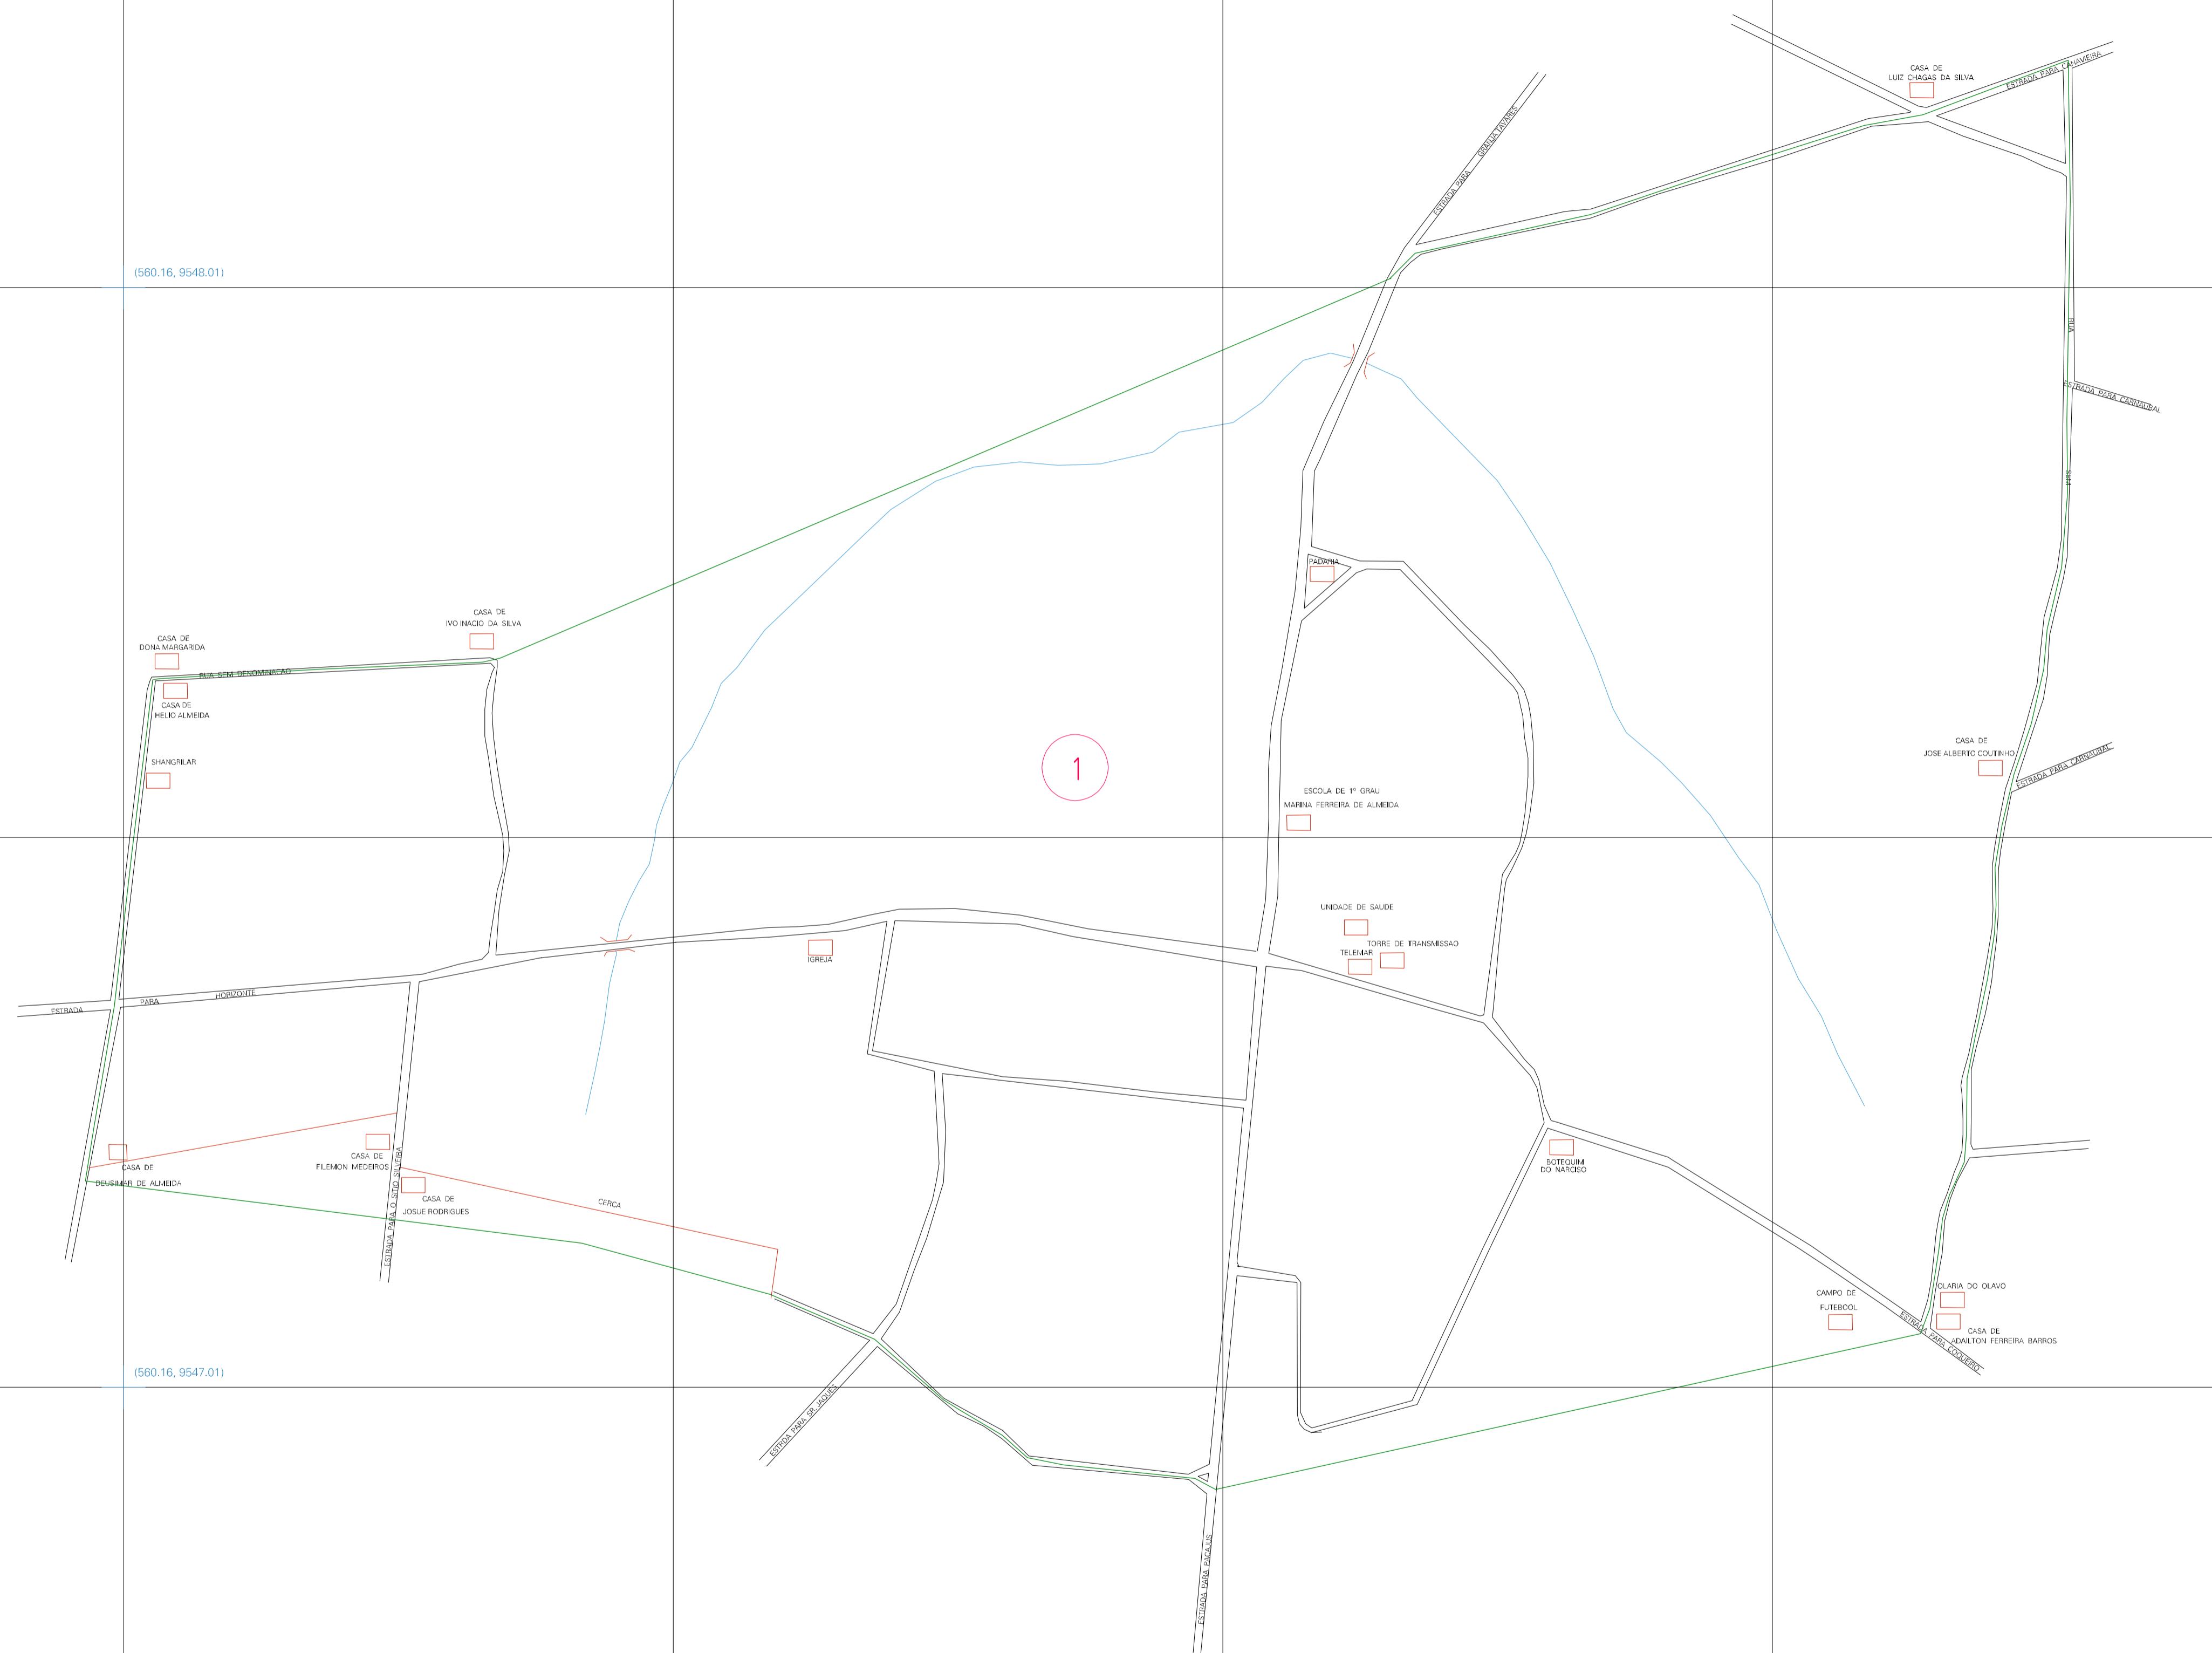 CASA DE
LUIZ CHAGAS DA SILVA
ESTRADA PARA CANAVIEIRA
ESTRADA PARA GRANJA TAVARES
(560.16, 9548.01)
RUA
SEM
ESTRADA PARA CARNAUBAL
PADARIA
CASA DE
IVO INACIO DA SILVA
CASA DE
DONA MARGARIDA
RUA SEM DENOMINACAO
CASA DE
HELIO ALMEIDA
SHANGRILAR
1
CASA DE
JOSE ALBERTO COUTINHO
ESTRADA PARA CARNAUBAL
ESCOLA DE 1º GRAU
MARINA FERREIRA DE ALMEIDA
UNIDADE DE SAUDE
TORRE DE TRANSMISSAO
TELEMAR
IGREJA
ESTRADA PARA HORIZONTE
CASA DE
DEUSIMAR DE ALMEIDA
CASA DE
FILEMON MEDEIROS
ESTRADA PARA O SITIO SILVEIRA
CASA DE
JOSUE RODRIGUES
CERCA
BOTEQUIM
DO NARCISO
CAMPO DE
FUTEBOOL
OLARIA DO OLAVO
CASA DE
ADAILTON FERREIRA BARROS
ESTRADA PARA COQUEIRO
(560.16, 9547.01)
ESTRDA PARA SR. JAQUES
ESTRADA PARA PACAJUS